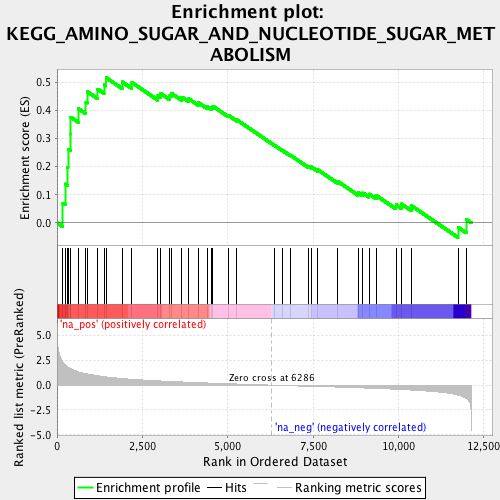 Enrichment plot:
KEGG_AMINO_SUGAR_AND_NUCLEOTIDE_SUGAR_MET
ABOLISM
Enrichment score (ES)
0.5
0.4
0.3
0.2
0.1
0.0
'na_pos' (positively correlated)
Ranked list metric (PreRanked)
5.0
2.5
0.0
-2.5
-5.0
Zero cross at 6286
'na_neg' (negatively correlated)
0
2,500
5,000
7,500
10,000
12,500
Rank in Ordered Dataset
Enrichment profile
Hits
Ranking metric scores